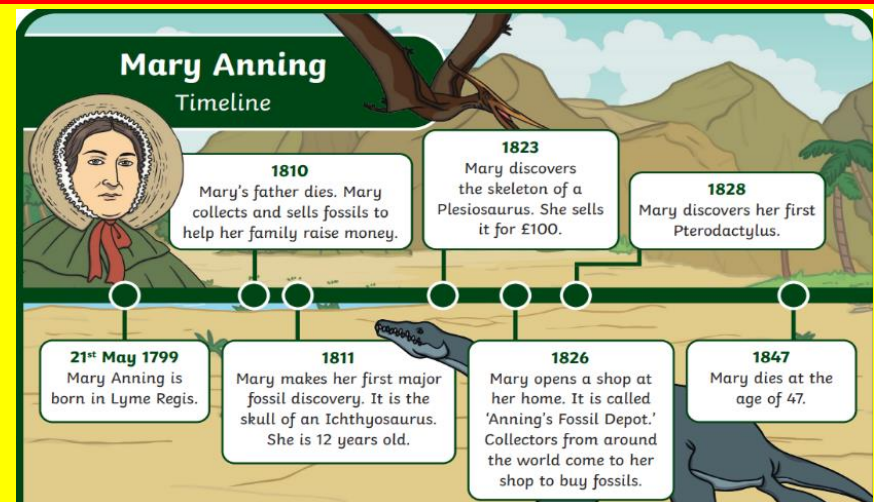 Mary Anning
Timeline
1810
Mary's father dies. Mary
collects and sells fossils to
help her family raise money.
1823
Mary discovers
the skeleton of a
Plesiosaurus. She sells
it for £100.
1828
Mary discovers her first
Pterodactylus.
21st May 1799
Mary Anning is
born in Lyme Regis.
1811
Mary makes her first major
fossil discovery. It is the
skull of an Ichthyosaurus.
She is 12 years old.
1826
Mary opens a shop at
her home. It is called
'Anning's Fossil Depot.'
Collectors from around
the world come to her
shop to buy fossils.
1847
Mary dies at the
age of 47.